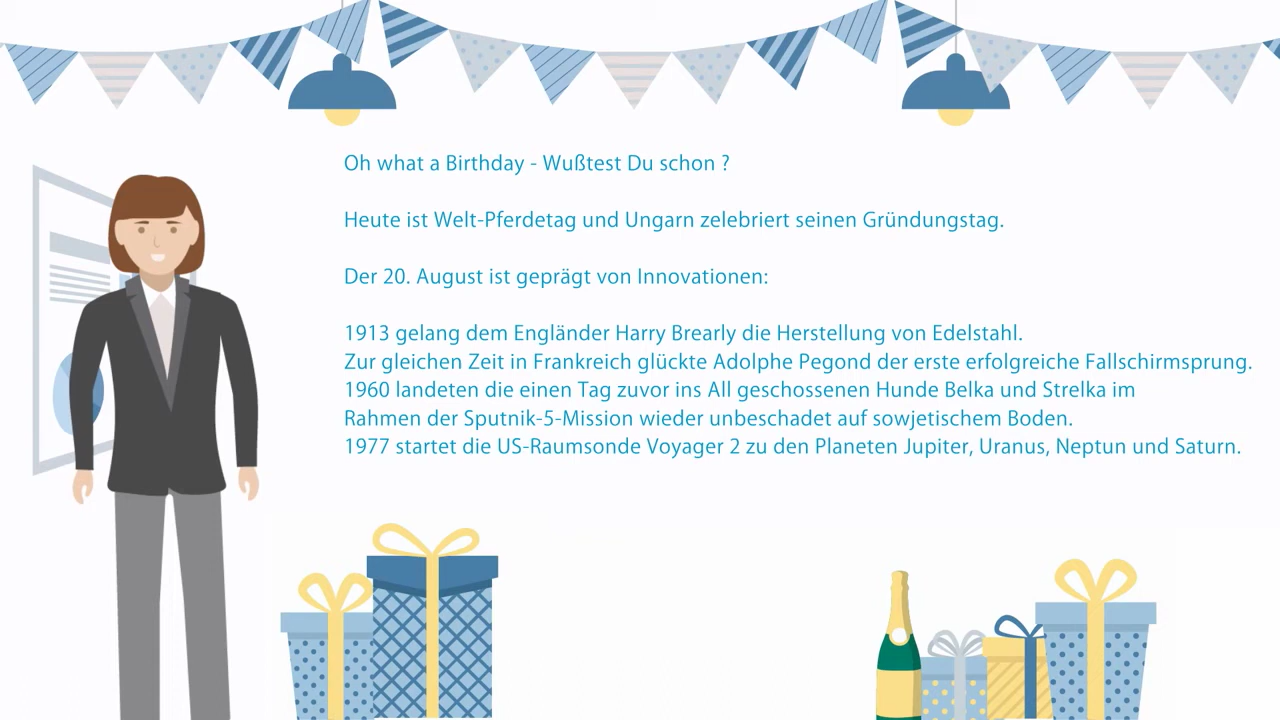 Oh what a Birthday - Wußtest Du schon ?
Heute ist Welt-Pferdetag und Ungarn zelebriert seinen Gründungstag.
Der 20. August ist geprägt von Innovationen:
1913 gelang dem Engländer Harry Brearly die Herstellung von Edelstahl.
Zur gleichen Zeit in Frankreich glückte Adolphe Pegond der erste erfolgreiche Fallschirmsprung.
1960 landeten die einen Tag zuvor ins All geschossenen Hunde Belka und Strelka im
Rahmen der Sputnik-5-Mission wieder unbeschadet auf sowjetischem Boden.
1977 startet die US-Raumsonde Voyager 2 zu den Planeten Jupiter, Uranus, Neptun und Saturn.